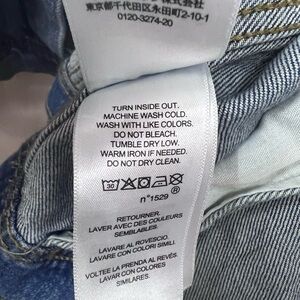 東京都千代田区永田町2-10-1
0120-3274-20
TURN INSIDE OUT.
MACHINE WASH COLD.
WASH WITH LIKE COLORS.
DO NOT BLEACH.
TUMBLE DRY LOW.
WARM IRON IF NEEDED.
DO NOT DRY CLEAN.
30
®
n°1529
RETOURNER.
LAVER AVEC DES COULEURS
SEMBLABLES.
LAVARE AL ROVESCIO.
LAVARE CON COLORI SIMILI
VOLTEE LA PRENDA AL REVÉS.
LAVAR CON COLORES
SIMILARES.